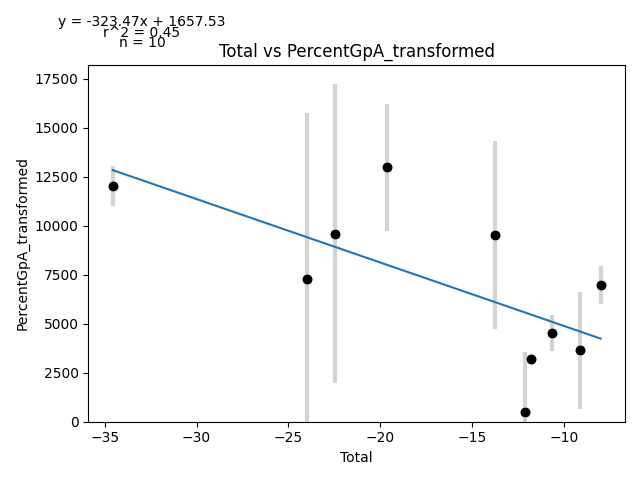 y = -323.47x + 1657.53
r^2 = 0.45
n = 10
Total vs PercentGpA_transformed
PercentGpA_transformed
17500
15000
12500
10000
7500
5000
2500
0
−35 −30 −25 −20 −15 −10
Total